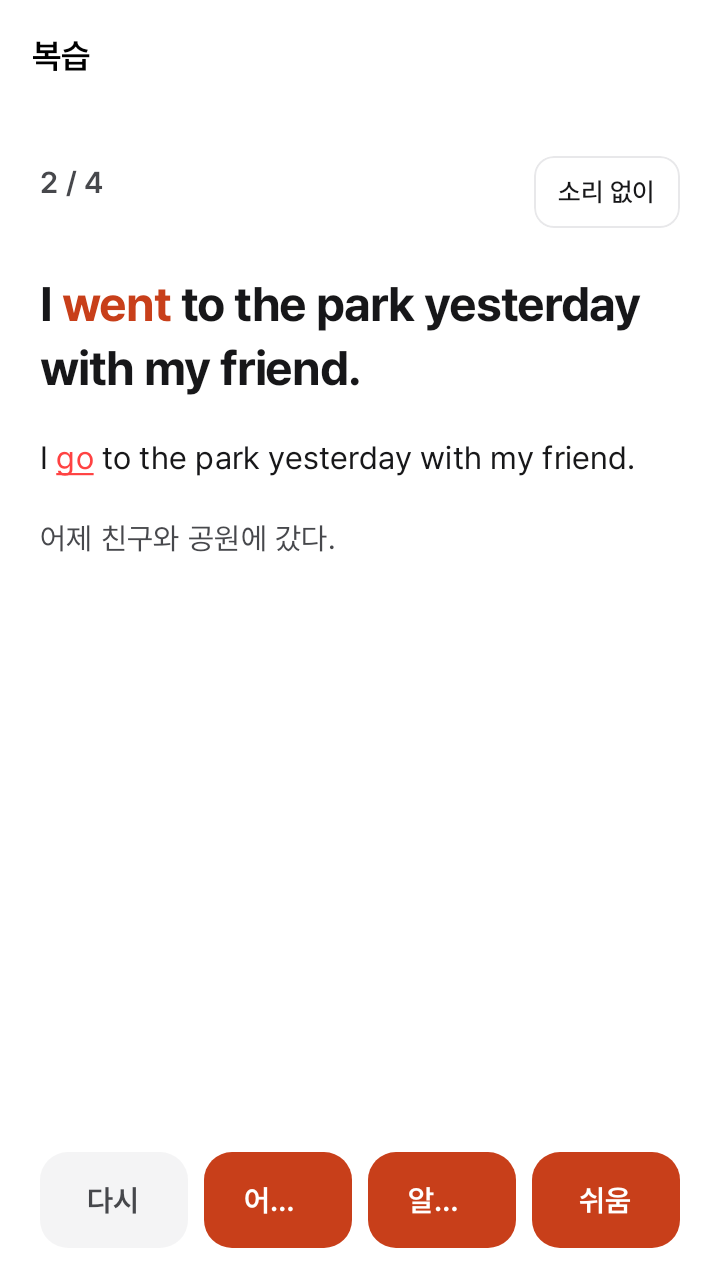 복습
2 / 4
소리 없이
I went to the park yesterday
with my friend.
I go to the park yesterday with my friend.
어제 친구와 공원에 갔다.
다시
어...
알...
쉬움